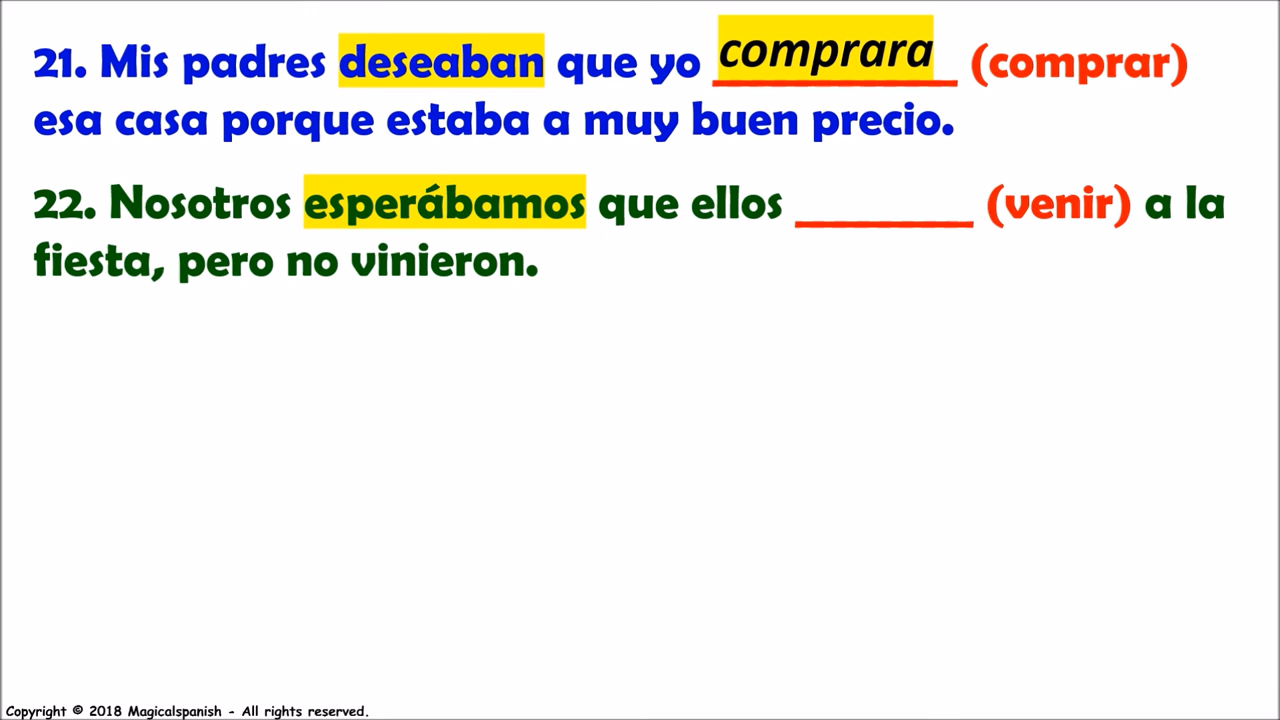 21. Mis padres deseaban que yo comprara (comprar)
esa casa porque estaba a muy buen precio.
22. Nosotros esperábamos que ellos ________ (venir) a la
fiesta, pero no vinieron.
Copyright © 2018 Magicalspanish - All rights reserved.